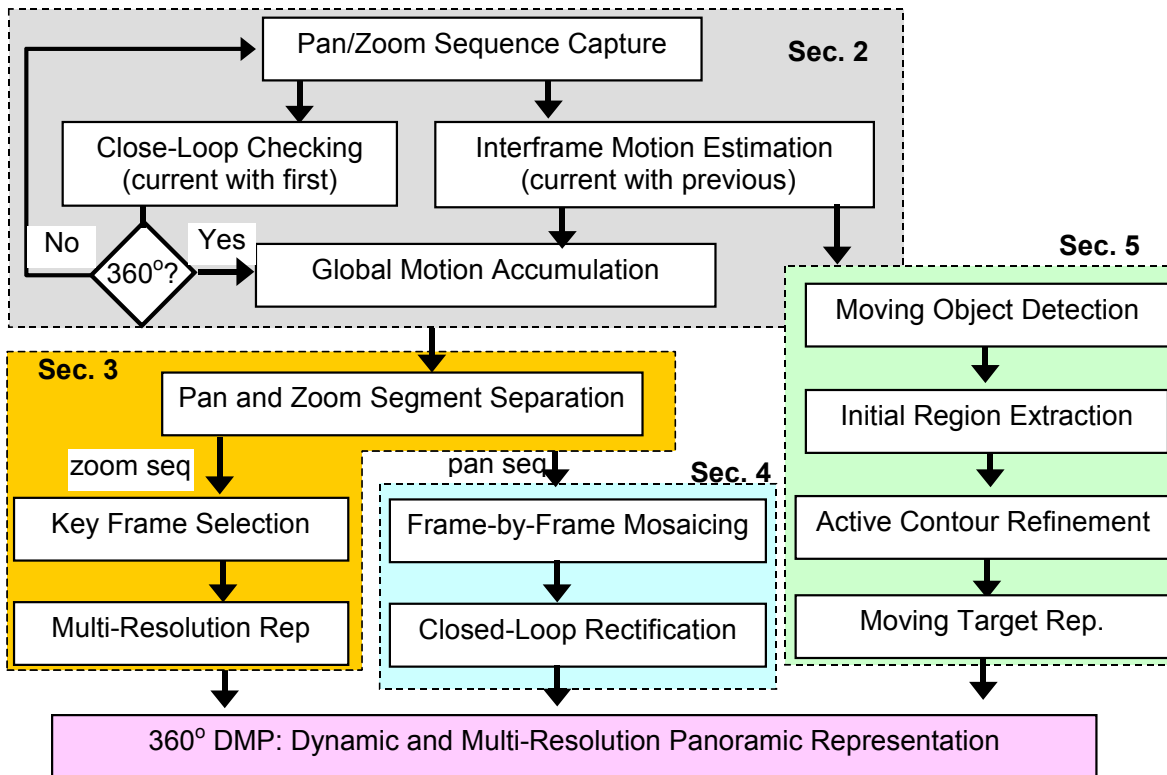 Pan/Zoom Sequence Capture
Sec. 2
Close-Loop Checking
(current with first)
Interframe Motion Estimation
(current with previous)
No
Yes
360°?
Global Motion Accumulation
Sec. 5
Moving Object Detection
Initial Region Extraction
Active Contour Refinement
Moving Target Rep.
Sec. 3
Pan and Zoom Segment Separation
zoom seq
pan seq
Key Frame Selection
Multi-Resolution Rep
Sec. 4
Frame-by-Frame Mosaicing
Closed-Loop Rectification
360° DMP: Dynamic and Multi-Resolution Panoramic Representation